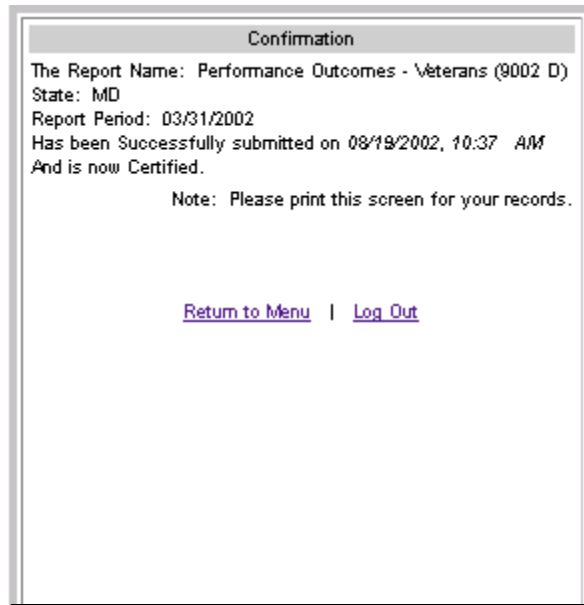 Confirmation
The Report Name: Performance Outcomes - Veterans (9002 D)
State: MD
Report Period: 03/31/2002
Has been Successfully submitted on 08/19/2002, 10:37 AM
And is now Certified.
Note: Please print this screen for your records.
Return to Menu | Log Out